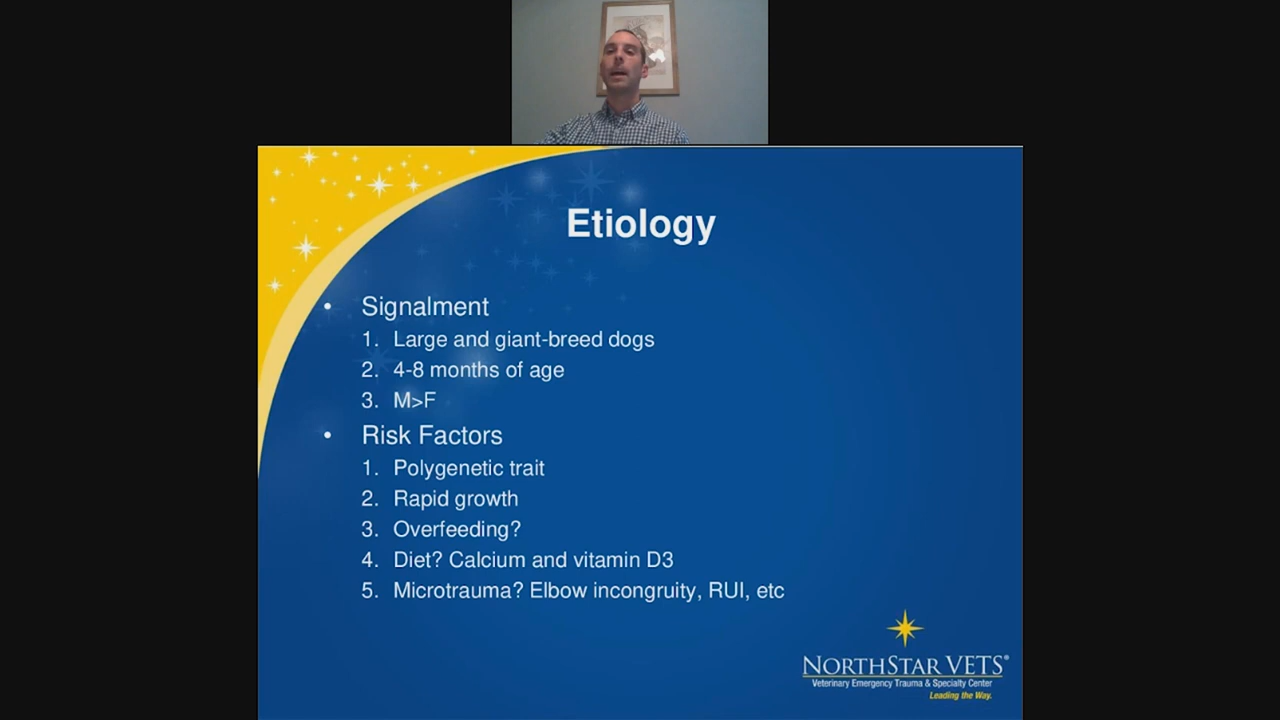 Etiology
• Signalment
1. Large and giant-breed dogs
2. 4-8 months of age
3. M>F
• Risk Factors
1. Polygenetic trait
2. Rapid growth
3. Overfeeding?
4. Diet? Calcium and vitamin D3
5. Microtrauma? Elbow incongruity, RUI, etc
NORTHSTAR VETS®
Veterinary Emergency Trauma & Specialty Center
Leading the Way.